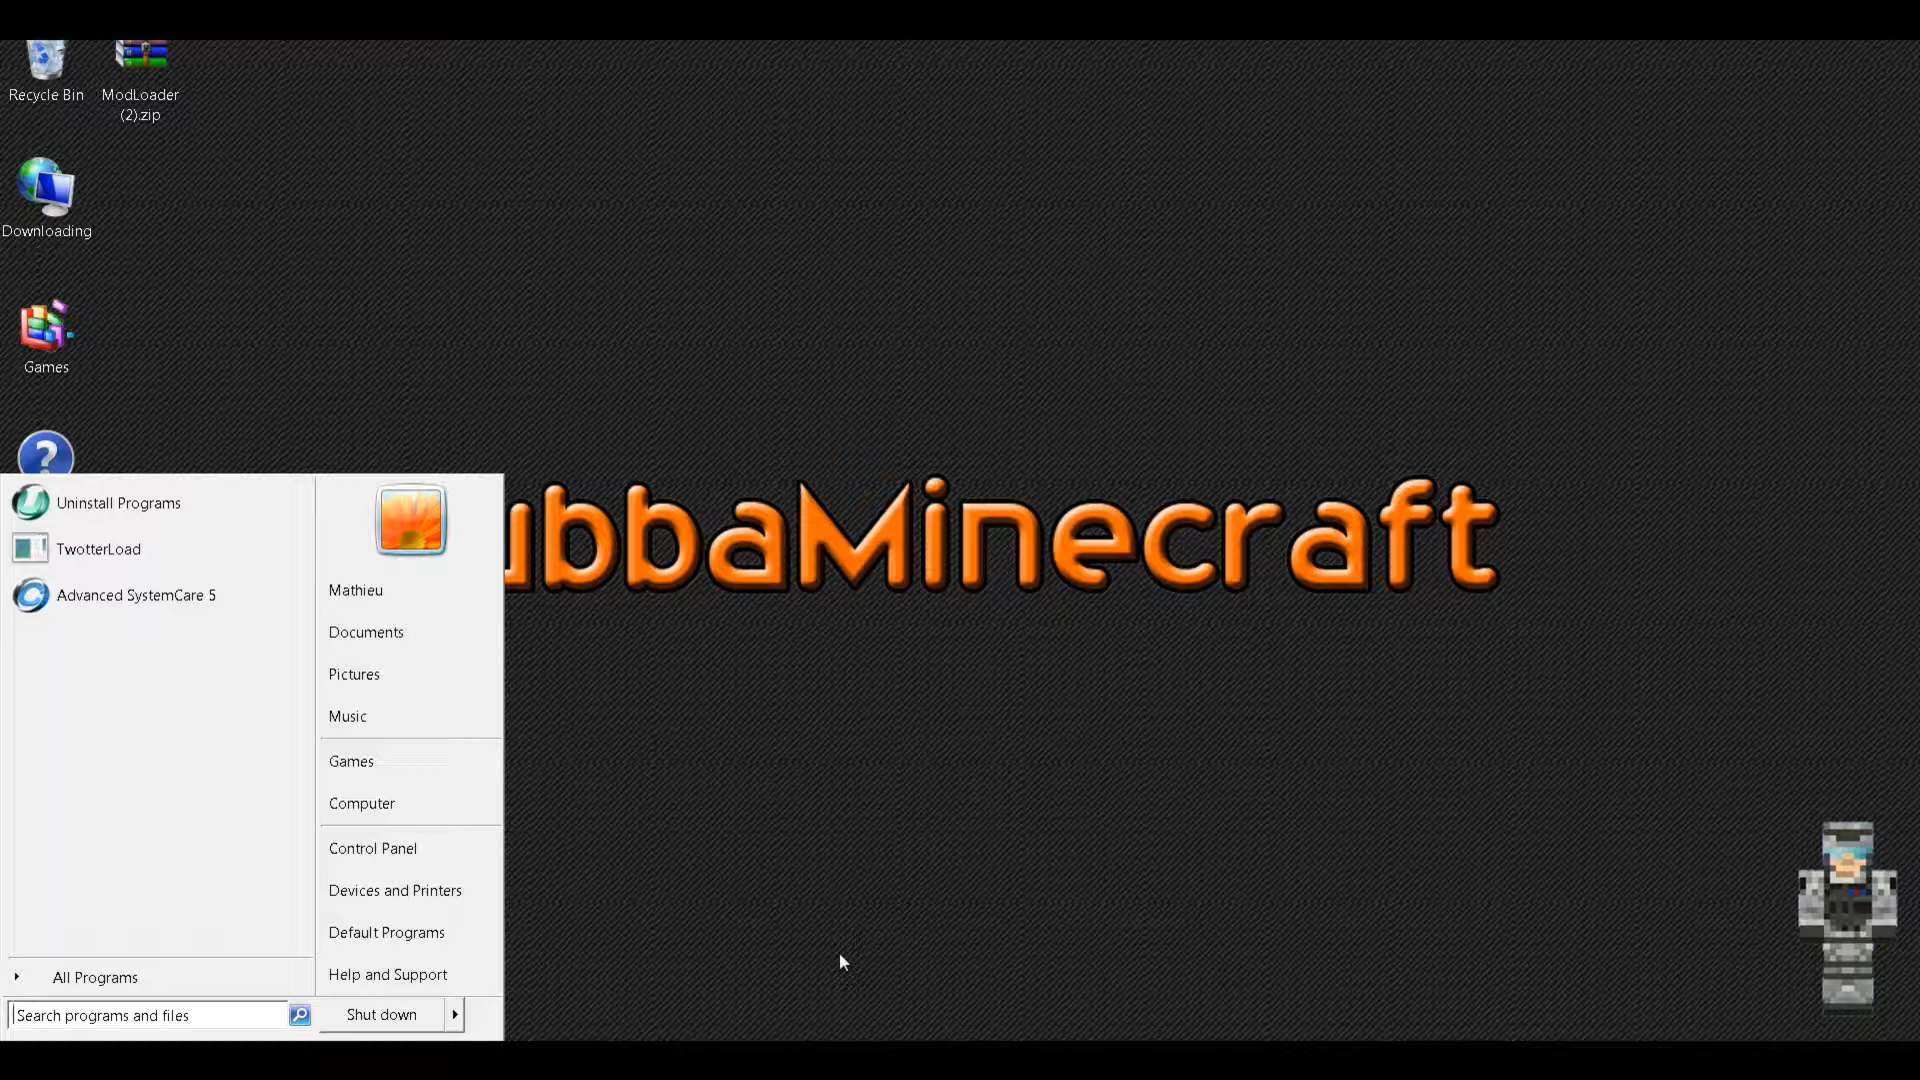 Recycle Bin
ModLoader
(2).zip
Downloading
Games
ubbaMinecraft
Uninstall Programs
TwotterLoad
Advanced SystemCare 5
All Programs
Search programs and files
Mathieu
Documents
Pictures
Music
Games
Computer
Control Panel
Devices and Printers
Default Programs
Help and Support
Shut down